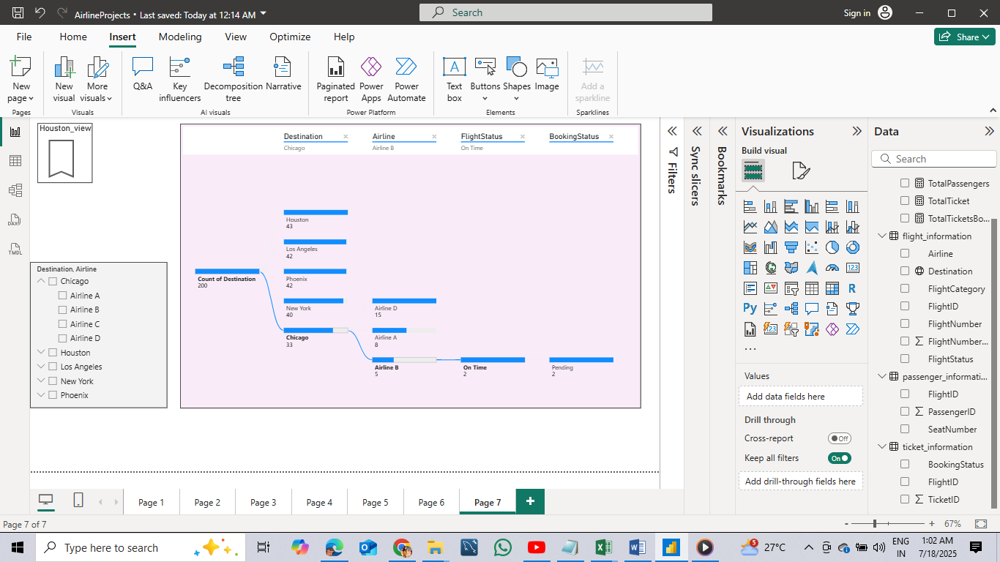 AirlineProjects • Last saved: Today at 12:14 AM
Search
Sign in
File Home Insert Modeling View Optimize Help
Share
New page
New visual
More visuals
Q&A
Key influencers
Decomposition tree
Narrative
Paginated report
Power Apps
Power Automate
Text box
Buttons
Shapes
Image
Add a sparkline
Pages
Visuals
AI visuals
Power Platform
Elements
Sparklines
Houston_view
Destination, Airline
Chicago
Airline A
Airline B
Airline C
Airline D
Houston
Los Angeles
New York
Phoenix
Destination
Chicago
Airline
Airline B
FlightStatus
On Time
BookingStatus
Count of Destination
200
Houston
43
Los Angeles
42
Phoenix
42
New York
40
Chicago
33
Airline D
15
Airline A
8
Airline B
5
On Time
2
Pending
2
Filters
Sync slicers
Bookmarks
Visualizations
Build visual
123
R
Py
123
...
Values
Add data fields here
Drill through
Cross-report
Off
Keep all filters
On
Add drill-through fields here
Data
Search
TotalPassengers
TotalTicket
TotalTicketsBo...
flight_information
Airline
Destination
FlightCategory
FlightID
FlightNumber
FlightNumber...
FlightStatus
passenger_informati...
FlightID
PassengerID
SeatNumber
ticket_information
BookingStatus
FlightID
TicketID
DAX
TMDL
Page 1
Page 2
Page 3
Page 4
Page 5
Page 6
Page 7
Page 7 of 7
67%
Type here to search
5
27°C
ENG
IN
1:02 AM
7/18/2025